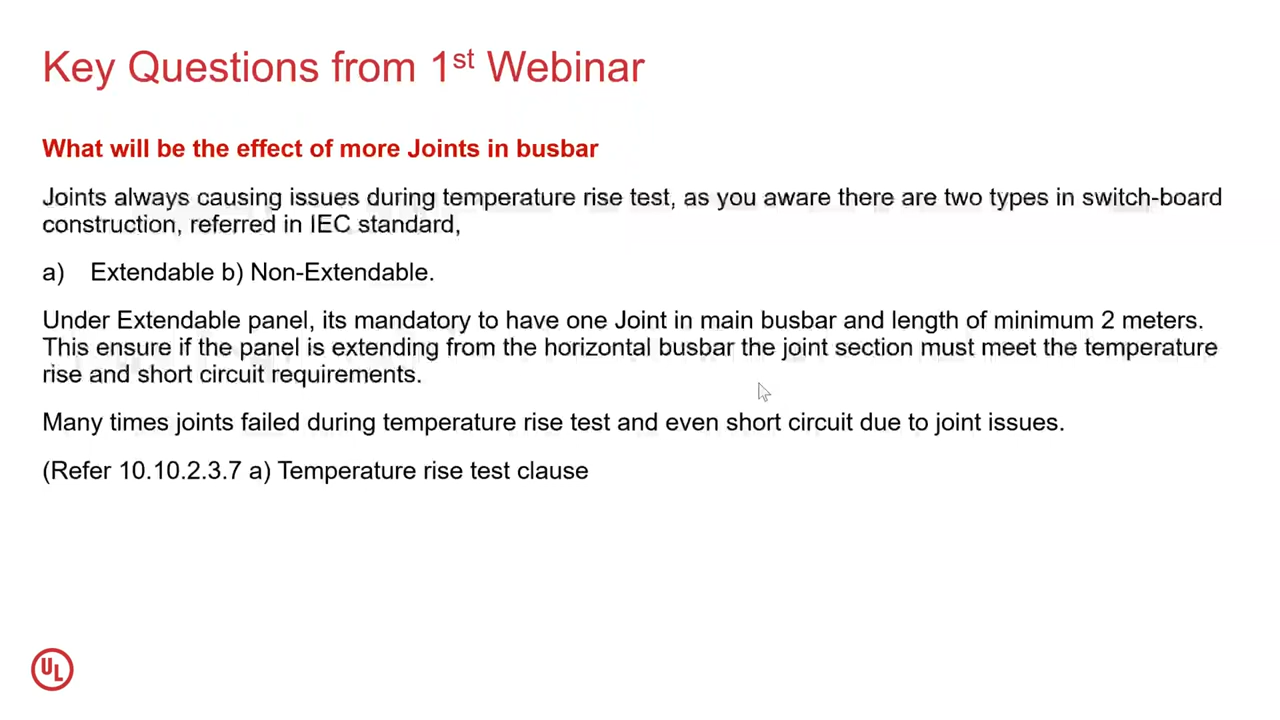 Key Questions from 1st Webinar
What will be the effect of more Joints in busbar
Joints always causing issues during temperature rise test, as you aware there are two types in switch-board
construction, referred in IEC standard,
a) Extendable b) Non-Extendable.
Under Extendable panel, its mandatory to have one Joint in main busbar and length of minimum 2 meters.
This ensure if the panel is extending from the horizontal busbar the joint section must meet the temperature
rise and short circuit requirements.
Many times joints failed during temperature rise test and even short circuit due to joint issues.
(Refer 10.10.2.3.7 a) Temperature rise test clause
UL